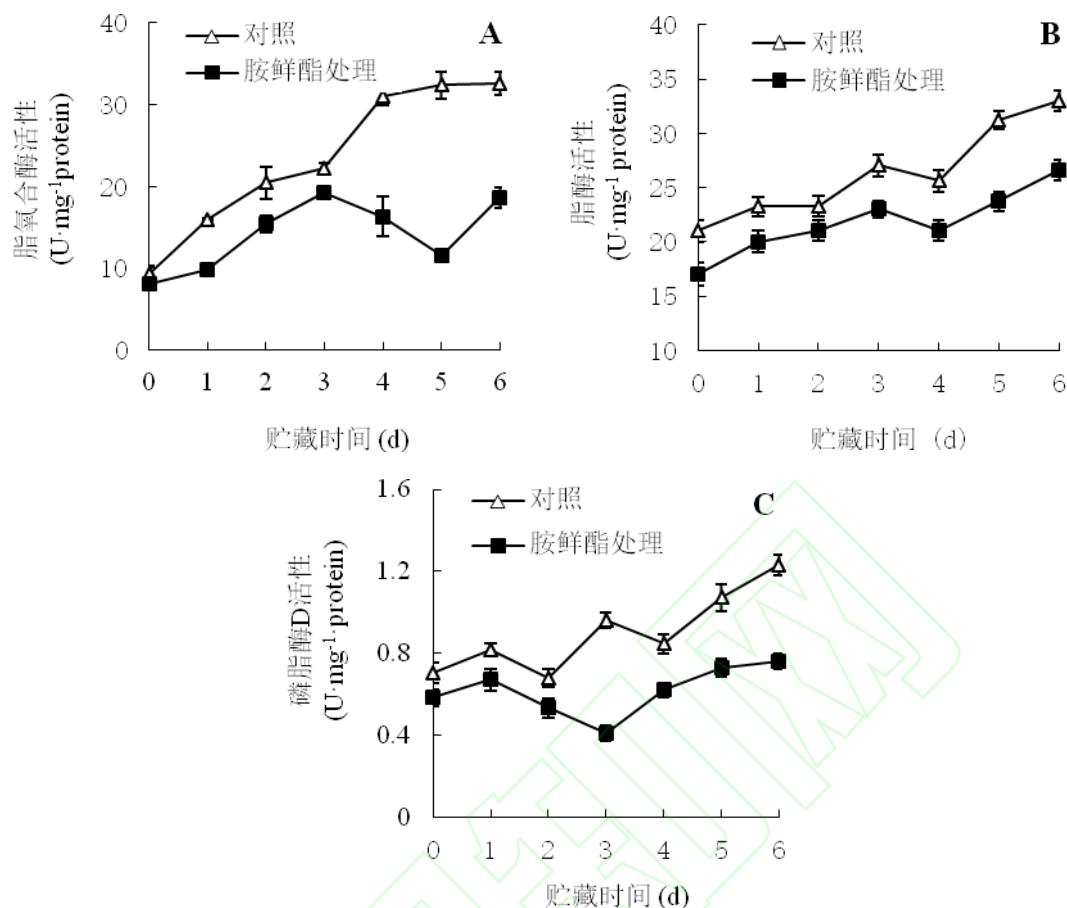 40
30
20
10
0
对照
胺鲜酯处理
A
脂氧合酶活性
(U·mg-1protein)
0 1 2 3 4 5 6
贮藏时间 (d)
40
35
30
25
20
15
10
对照
胺鲜酯处理
B
脂酶活性
(U·mg-1 protein)
0 1 2 3 4 5 6
贮藏时间 (d)
1.6
1.2
0.8
0.4
0
对照
胺鲜酯处理
C
磷脂酶D活性
(U·mg-1·protein)
0 1 2 3 4 5 6
贮藏时间 (d)